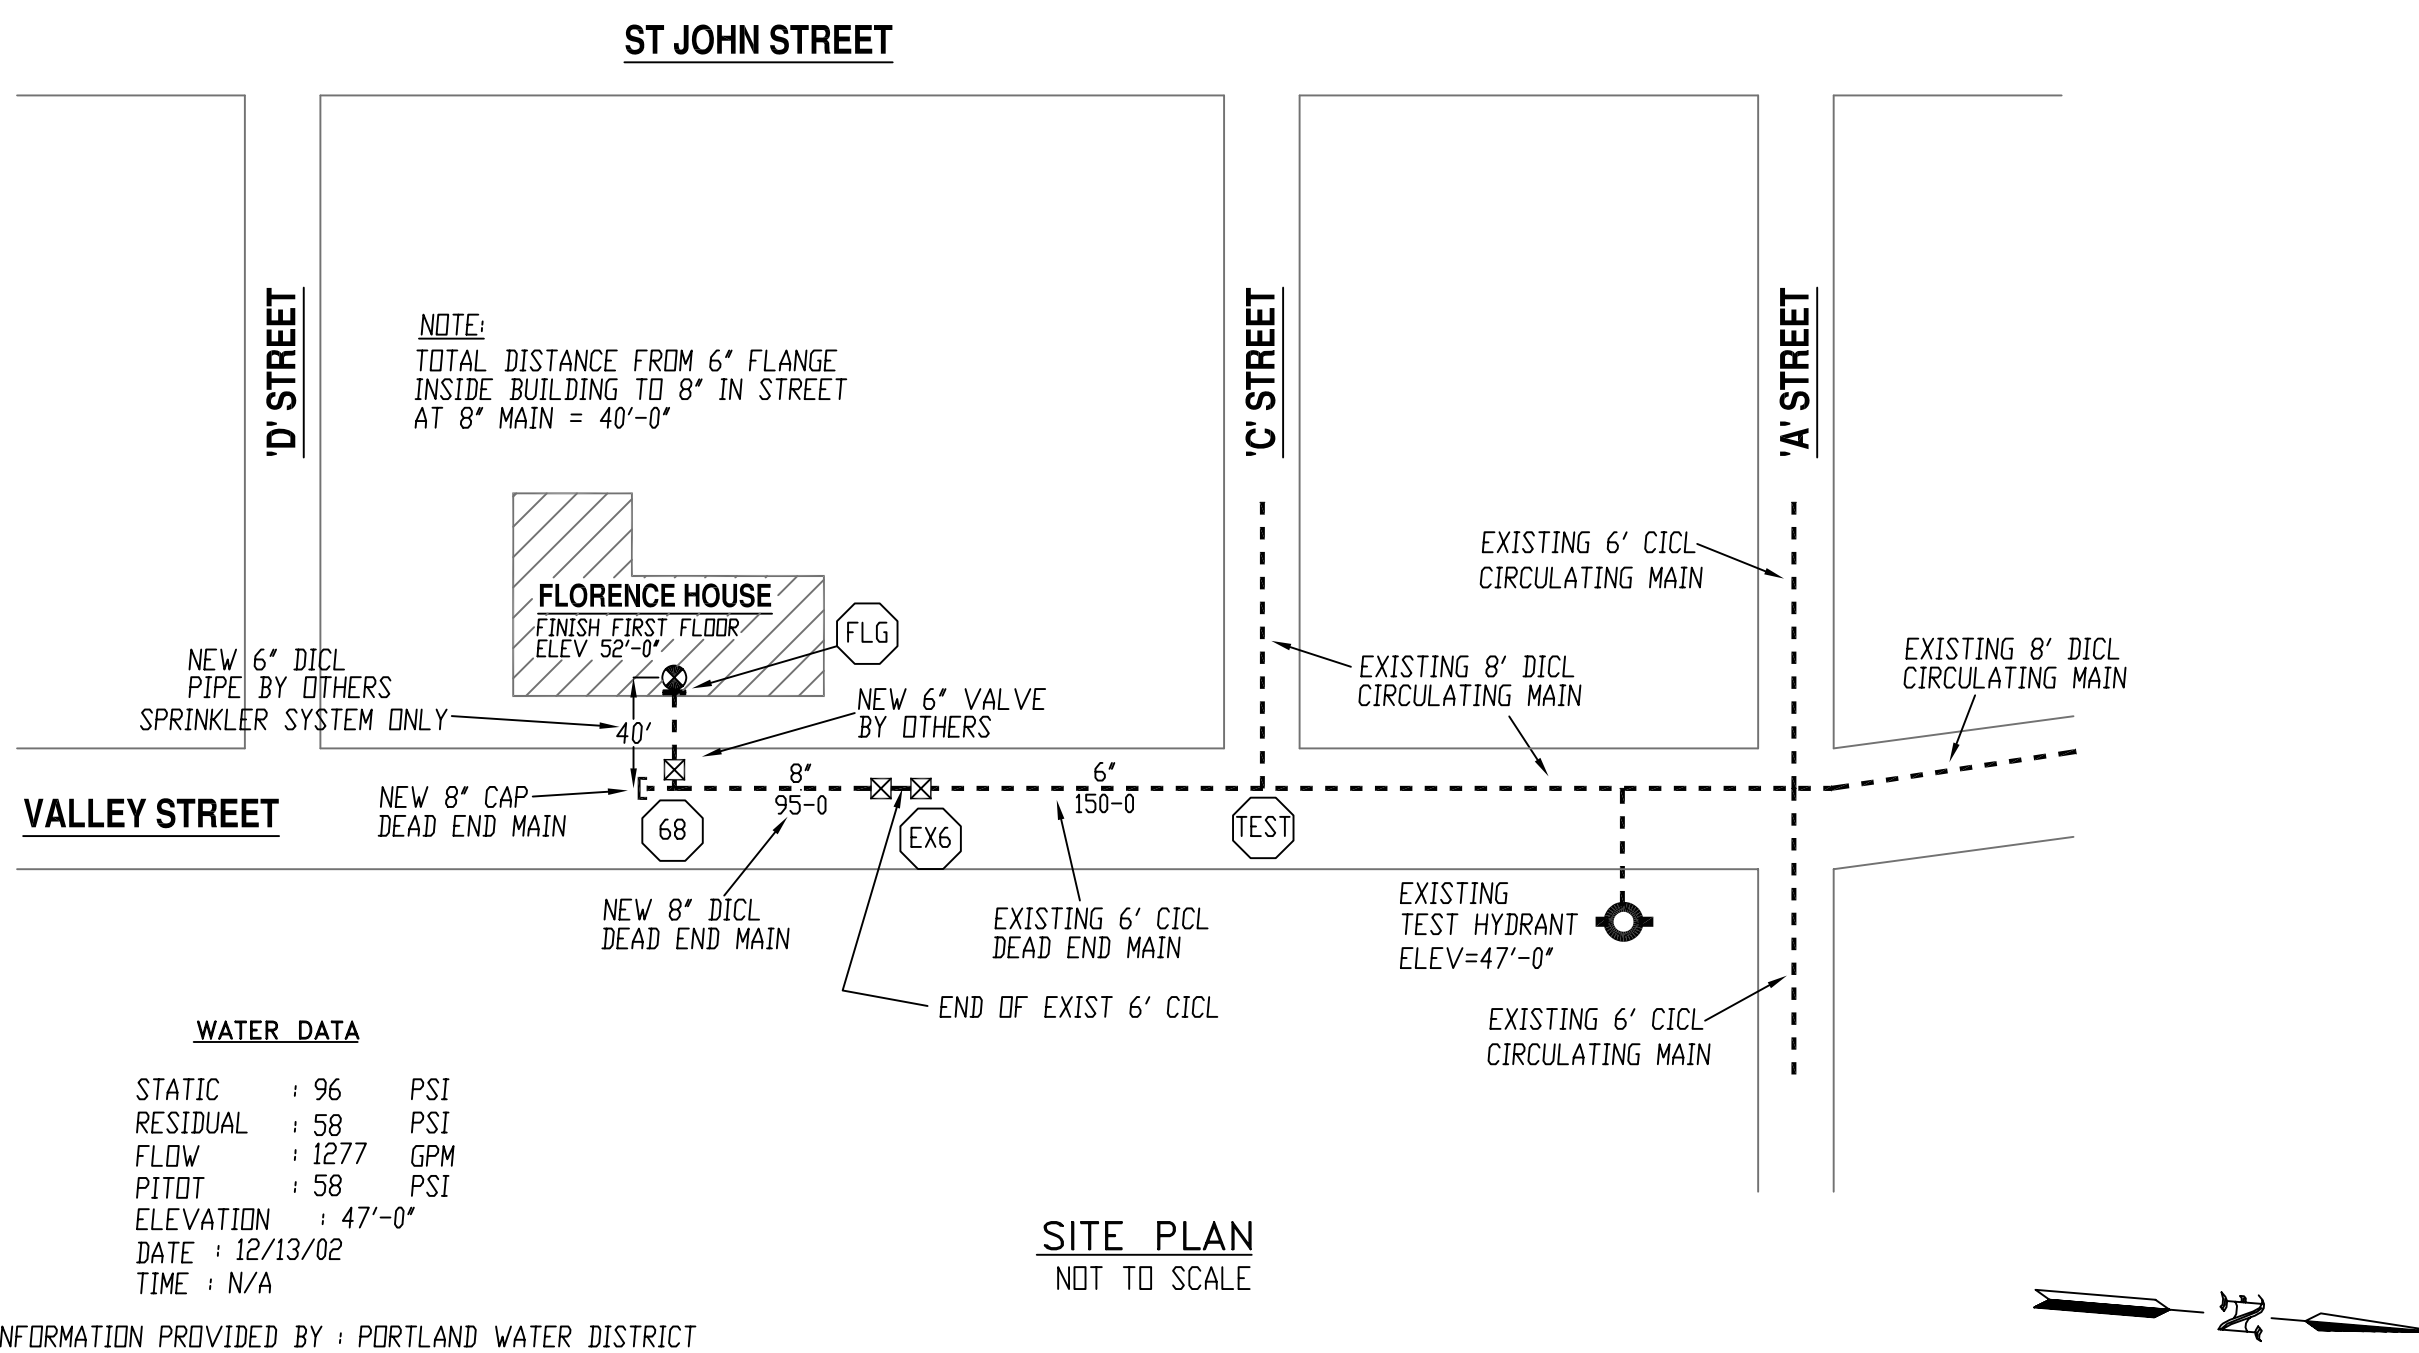 ST JOHN STREET
'D' STREET
'C' STREET
'A' STREET
NOTE:
TOTAL DISTANCE FROM 6" FLANGE
INSIDE BUILDING TO 8" IN STREET
AT 8" MAIN = 40'-0"
EXISTING 6' CICL
CIRCULATING MAIN
FLORENCE HOUSE
FINISH FIRST FLOOR
ELEV 52'-0"
FLG
NEW 6" DICL
PIPE BY OTHERS
SPRINKLER SYSTEM ONLY
40'
NEW 6" VALVE
BY OTHERS
EXISTING 8' DICL
CIRCULATING MAIN
EXISTING 8' DICL
CIRCULATING MAIN
VALLEY STREET
NEW 8" CAP
DEAD END MAIN
68
8"
95-0
EX6
6"
150-0
TEST
NEW 8" DICL
DEAD END MAIN
EXISTING 6' CICL
DEAD END MAIN
END OF EXIST 6' CICL
EXISTING
TEST HYDRANT
ELEV=47'-0"
EXISTING 6' CICL
CIRCULATING MAIN
WATER DATA
STATIC : 96 PSI
RESIDUAL : 58 PSI
FLOW : 1277 GPM
PITOT : 58 PSI
ELEVATION : 47'-0"
DATE : 12/13/02
TIME : N/A
NFORMATION PROVIDED BY : PORTLAND WATER DISTRICT
SITE PLAN
NOT TO SCALE
N